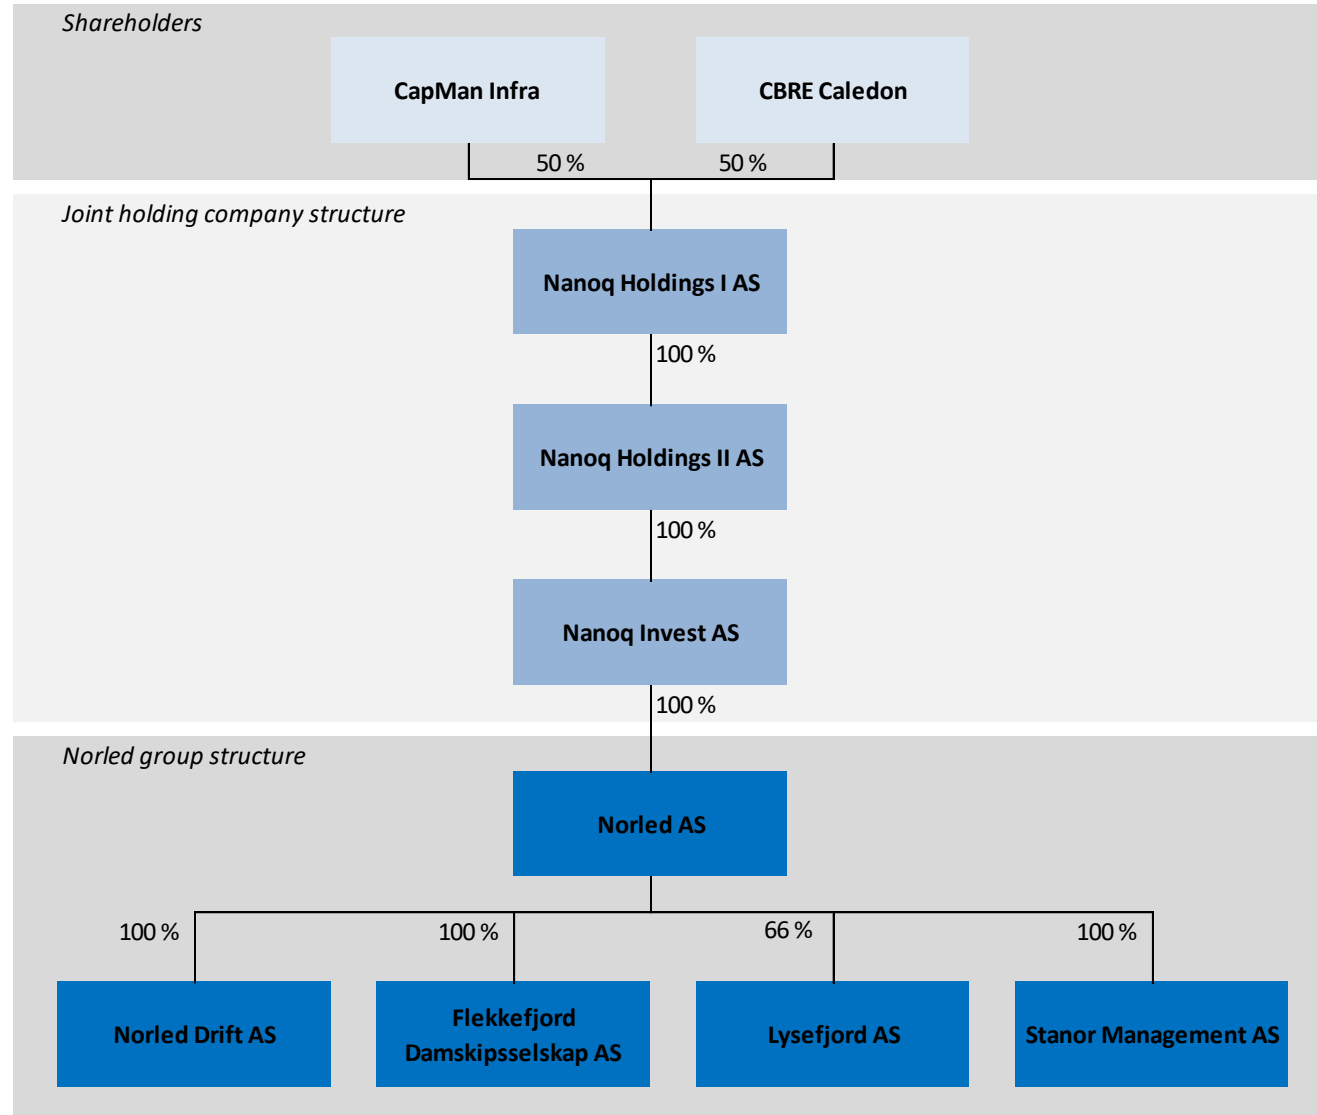 Shareholders
CapMan Infra
CBRE Caledon
50 %
50 %
Joint holding company structure
Nanoq Holdings I AS
100 %
Nanoq Holdings II AS
100 %
Nanoq Invest AS
100 %
Norled group structure
Norled AS
100 %
100 %
66 %
100 %
Norled Drift AS
Flekkefjord
Damskipsselskap AS
Lysefjord AS
Stanor Management AS